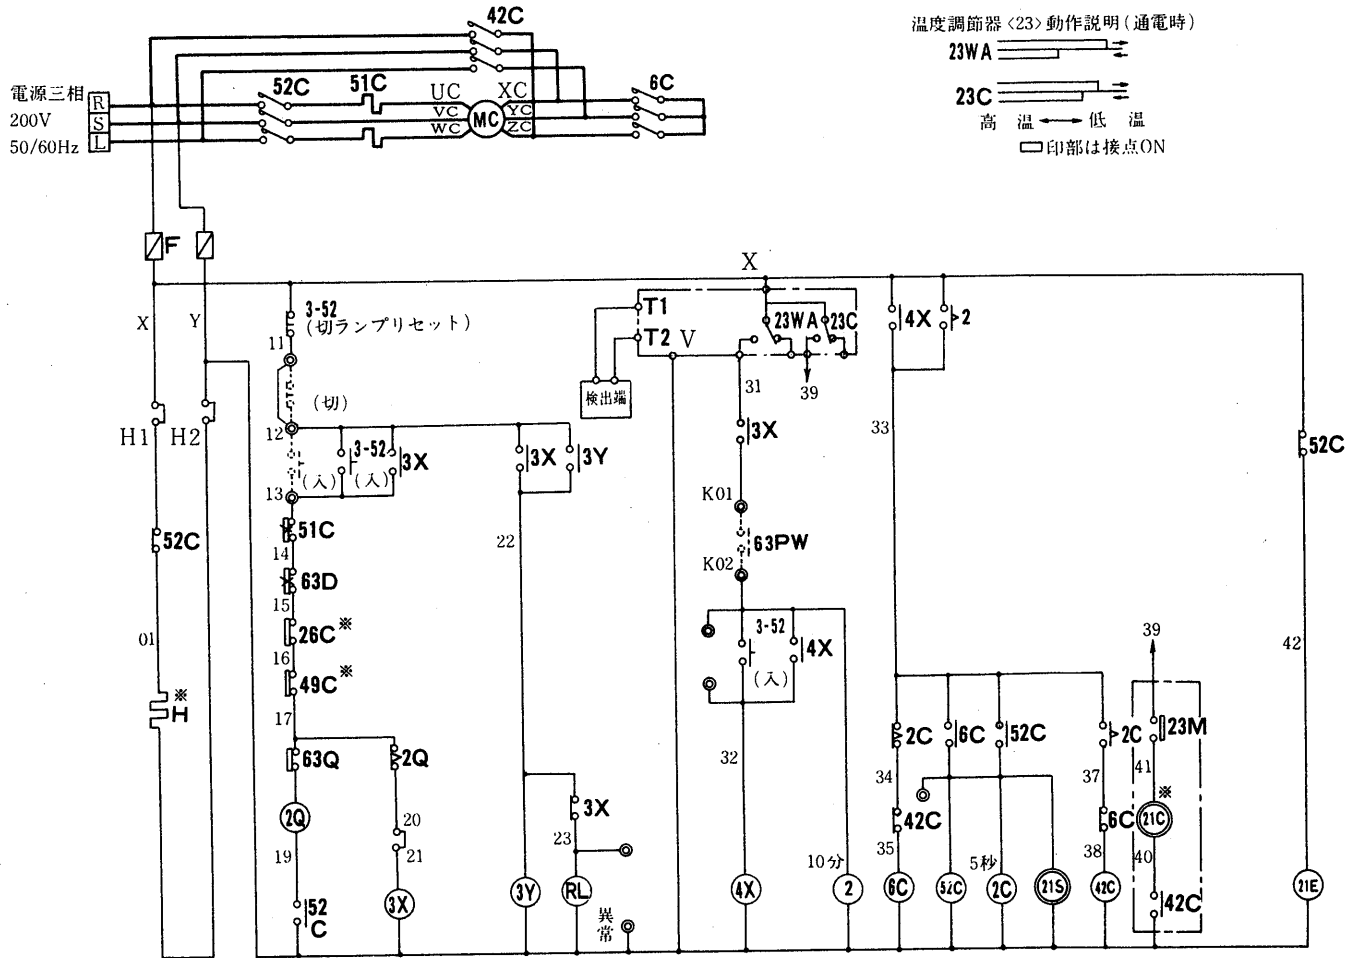 42C
温度調節器<23>動作説明(通電時)
23WA
23C
高 温 ←→ 低 温
印部は接点ON
電源三相
200V
50/60Hz
R
S
L
52C
51C
UC
VC
WC
MC
XC
YC
ZC
6C
F
X
X
Y
3-52
(切ランプリセット)
11
(切)
12
T1
T2
V
検出端
23WA
23C
39
31
4X
2
33
H1
H2
(入)
3-52
(入)
3X
3X
3Y
3X
52C
13
51C
14
63D
15
26C※
16
49C※
17
22
K01
63PW
K02
52C
01
※
H
3-52
(入)
4X
39
42
63Q
2Q
2Q
20
21
19
52
C
3X
3X
23
3Y
RL
異常
32
10分
4X
2
2C
6C
52C
2C
23M
34
37
41
※
42C
6C
21C
35
5秒
38
40
6C
52C
2C
21S
42C
42C
21E